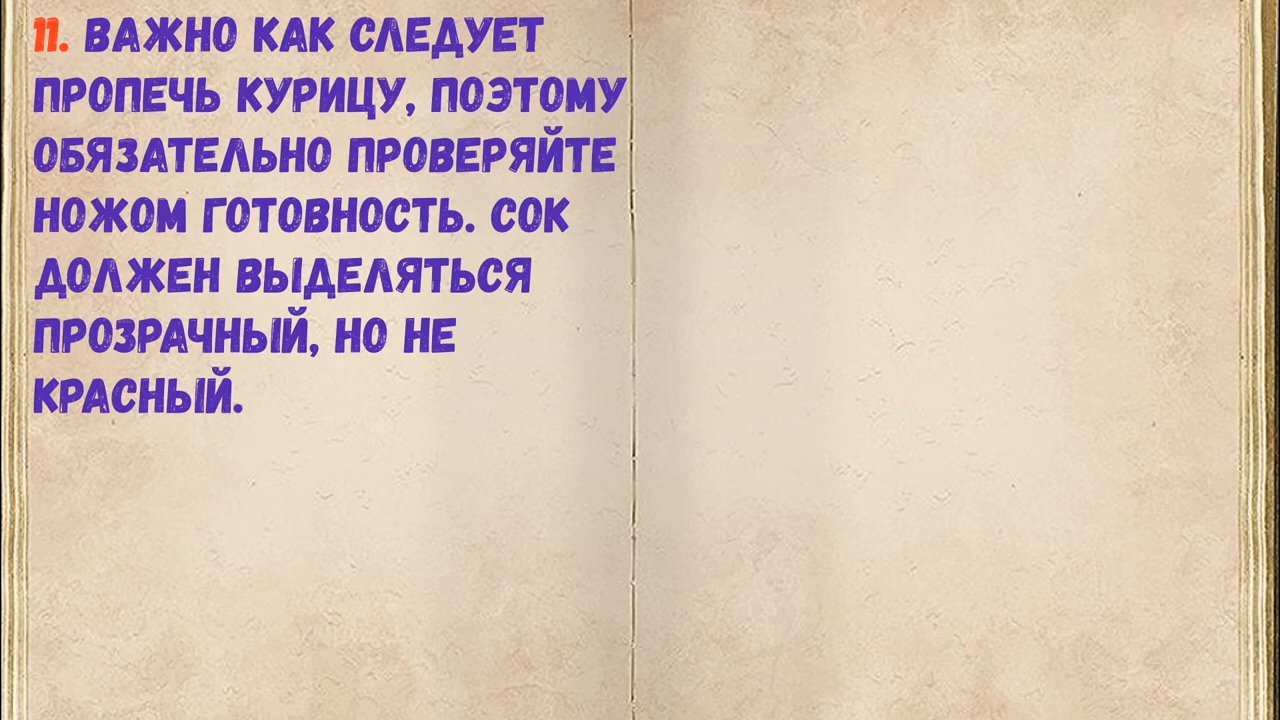 11. ВАЖНО КАК СЛЕДУЕТ
ПРОПЕЧЬ КУРИЦУ, ПОЭТОМУ
ОБЯЗАТЕЛЬНО ПРОВЕРЯЙТЕ
НОЖОМ ГОТОВНОСТЬ. СОК
ДОЛЖЕН ВЫДЕЛЯТЬСЯ
ПРОЗРАЧНЫЙ, НО НЕ
КРАСНЫЙ.